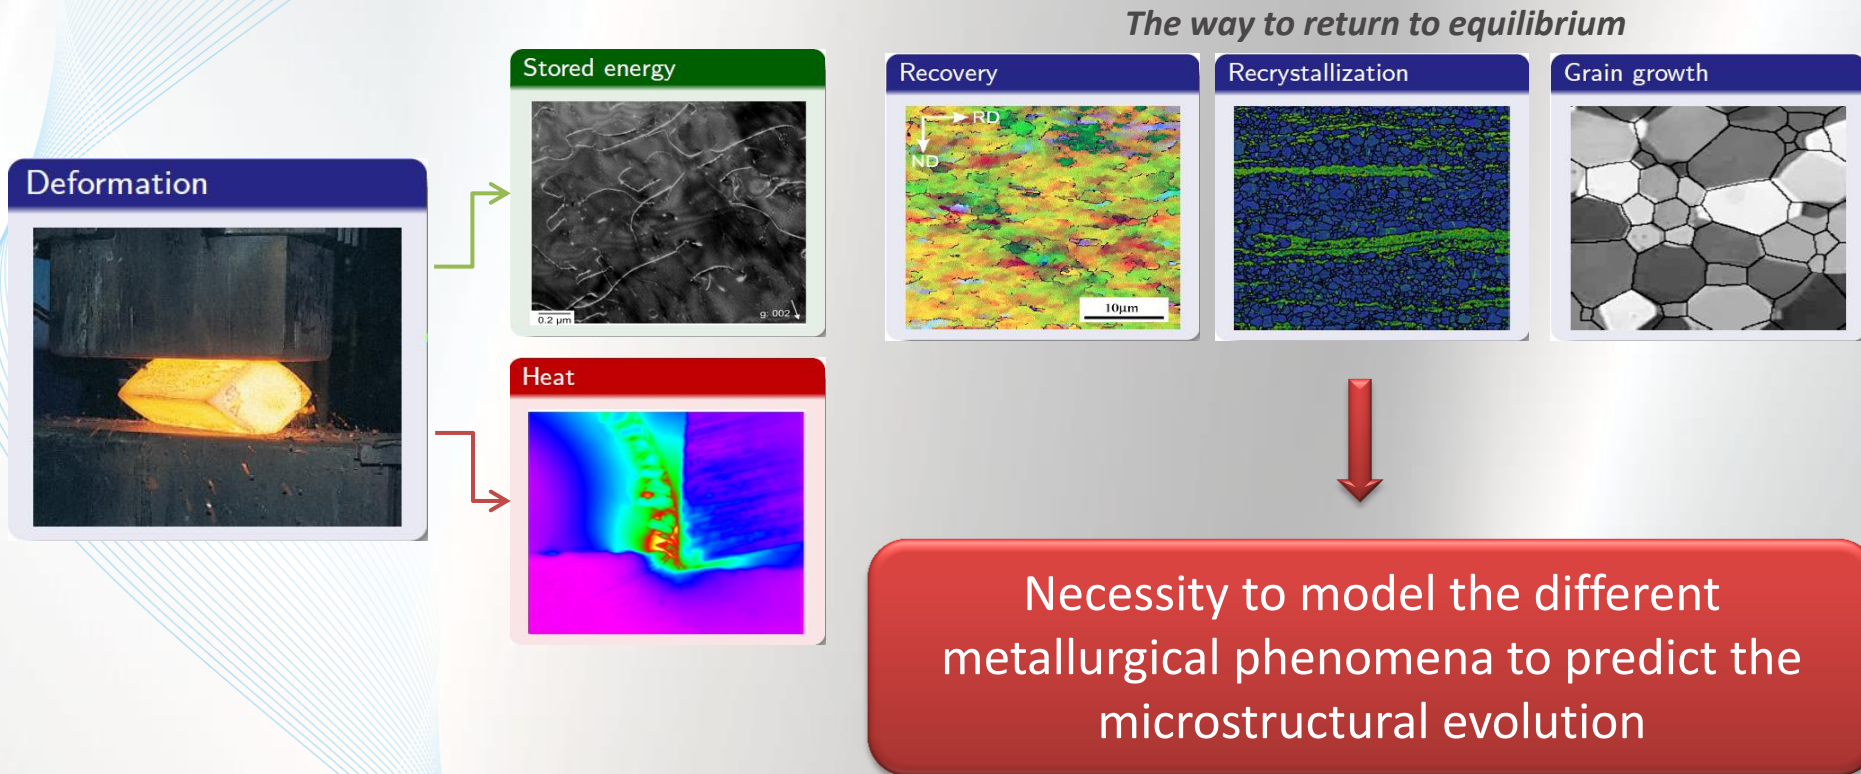 The way to return to equilibrium
Deformation
Stored energy
0.2 µm
g: 002
Heat
Recovery
RD
ND
10µm
Recrystallization
Grain growth
Necessity to model the different
metallurgical phenomena to predict the
microstructural evolution